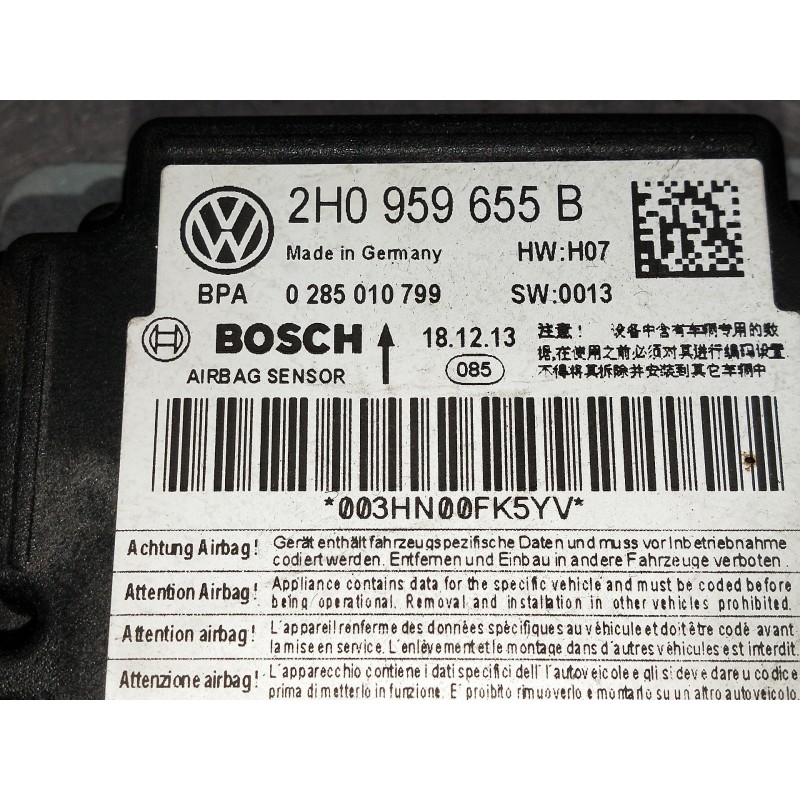 2H0 959 655 B
Made in Germany HW:H07
BPA 0 285 010 799 SW:0013
BOSCH 18.12.13
AIRBAG SENSOR 085
注意! 设备中含有车辆专用的数
据,在使用之前必须对其进行编码设置.
不得将其拆除并安装到其它车辆中
*003HN00FK5YV*
Achtung Airbag! Gerät enthält fahrzeugspezifische Daten und muss vor Inbetriebnahme
codiert werden. Entfernen und Einbau in andere Fahrzeuge verboten.
Attention Airbag! Appliance contains data for the specific vehicle and must be coded before
being operational. Removal and installation in other vehicles prohibited.
Attention airbag! L'appareil renferme des données spécifiques au véhicule et doit être codé avant
la mise en service. L'enlèvement et le montage dans d'autres véhicules est interdit.
Attenzione airbag! L'apparecchio contiene i dati specifici dell'autoveicolo e gli si deve dare u codice
prima di metterlo in funzione. E' proibito rimuoverlo e montarlo su un altro autoveicolo.